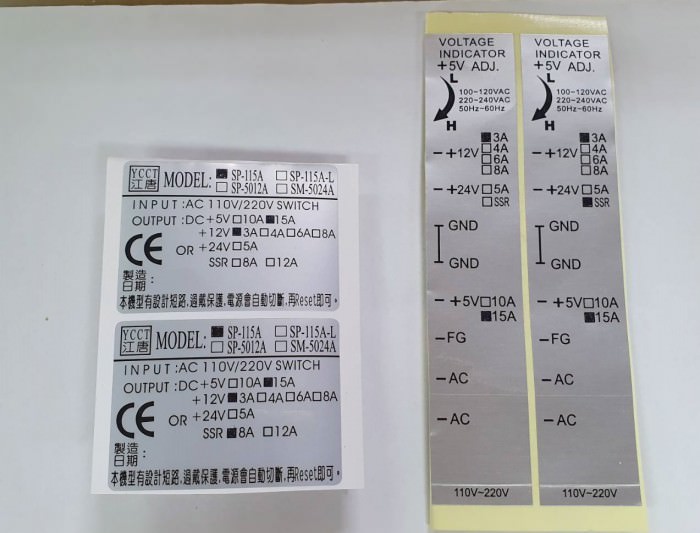 YCCT
江唐
MODEL: ■SP-115A □SP-115A-L
□SP-5012A □SM-5024A
INPUT:AC 110V/220V SWITCH
OUTPUT:DC+5V□10A■15A
+12V■3A□4A□6A□8A
CE OR +24V□5A
SSR□8A □12A
製造
日期:
本機型有設計短路,過戴保護,電源會自動切斷,再Reset即可。
YCCT
江唐
MODEL: ■SP-115A □SP-115A-L
□SP-5012A □SM-5024A
INPUT:AC 110V/220V SWITCH
OUTPUT:DC+5V□10A■15A
+12V■3A□4A□6A□8A
CE OR +24V□5A
SSR■8A □12A
製造
日期:
本機型有設計短路,過戴保護,電源會自動切斷,再Reset即可。
VOLTAGE
INDICATOR
+5V ADJ.
L
100~120VAC
220~240VAC
50Hz~60Hz
H
■3A
-+12V□4A
□6A
□8A
-+24V□5A
□SSR
GND
GND
-+5V□10A
■15A
-FG
-AC
-AC
110V~220V
VOLTAGE
INDICATOR
+5V ADJ.
L
100~120VAC
220~240VAC
50Hz~60Hz
H
■3A
-+12V□4A
□6A
□8A
-+24V□5A
■SSR
GND
GND
-+5V□10A
■15A
-FG
-AC
-AC
110V~220V